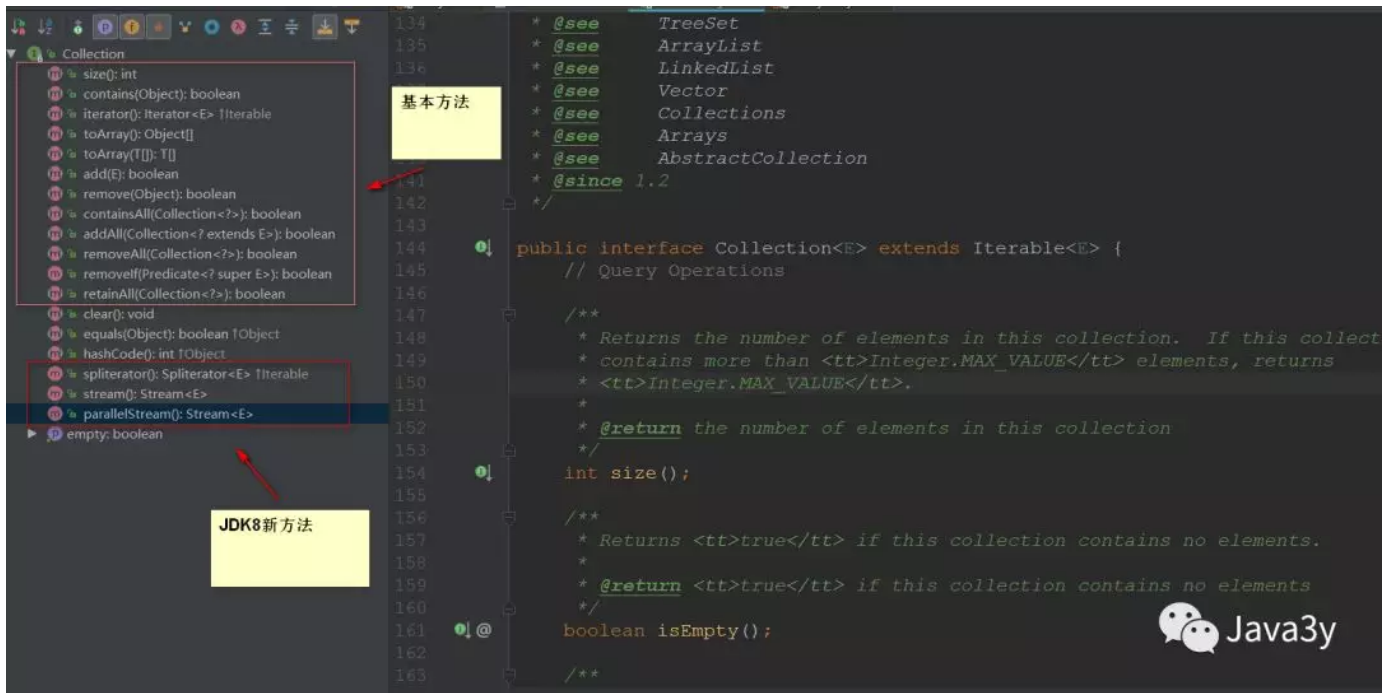 Collection
size(): int
contains(Object): boolean
iterator(): Iterator<E> ↑Iterable
toArray(): Object[]
toArray(T[]): T[]
add(E): boolean
remove(Object): boolean
containsAll(Collection<?>): boolean
addAll(Collection<? extends E>): boolean
removeAll(Collection<?>): boolean
removeIf(Predicate<? super E>): boolean
retainAll(Collection<?>): boolean
clear(): void
equals(Object): boolean ↑Object
hashCode(): int ↑Object
spliterator(): Spliterator<E> ↑Iterable
stream(): Stream<E>
parallelStream(): Stream<E>
empty: boolean
基本方法
JDK8新方法
134 * @see TreeSet
135 * @see ArrayList
136 * @see LinkedList
* @see Vector
* @see Collections
* @see Arrays
* @see AbstractCollection
141 * @since 1.2
142 */
143
144 public interface Collection<E> extends Iterable<E> {
145 // Query Operations
146
147 /**
148 * Returns the number of elements in this collection. If this collect
149 * contains more than <tt>Integer.MAX_VALUE</tt> elements, returns
150 * <tt>Integer.MAX_VALUE</tt>.
151 *
152 * @return the number of elements in this collection
153 */
154 int size();
155
156 /**
157 * Returns <tt>true</tt> if this collection contains no elements.
158 *
159 * @return <tt>true</tt> if this collection contains no elements
160 */
161 @ boolean isEmpty();
162
163 /**
Java3y